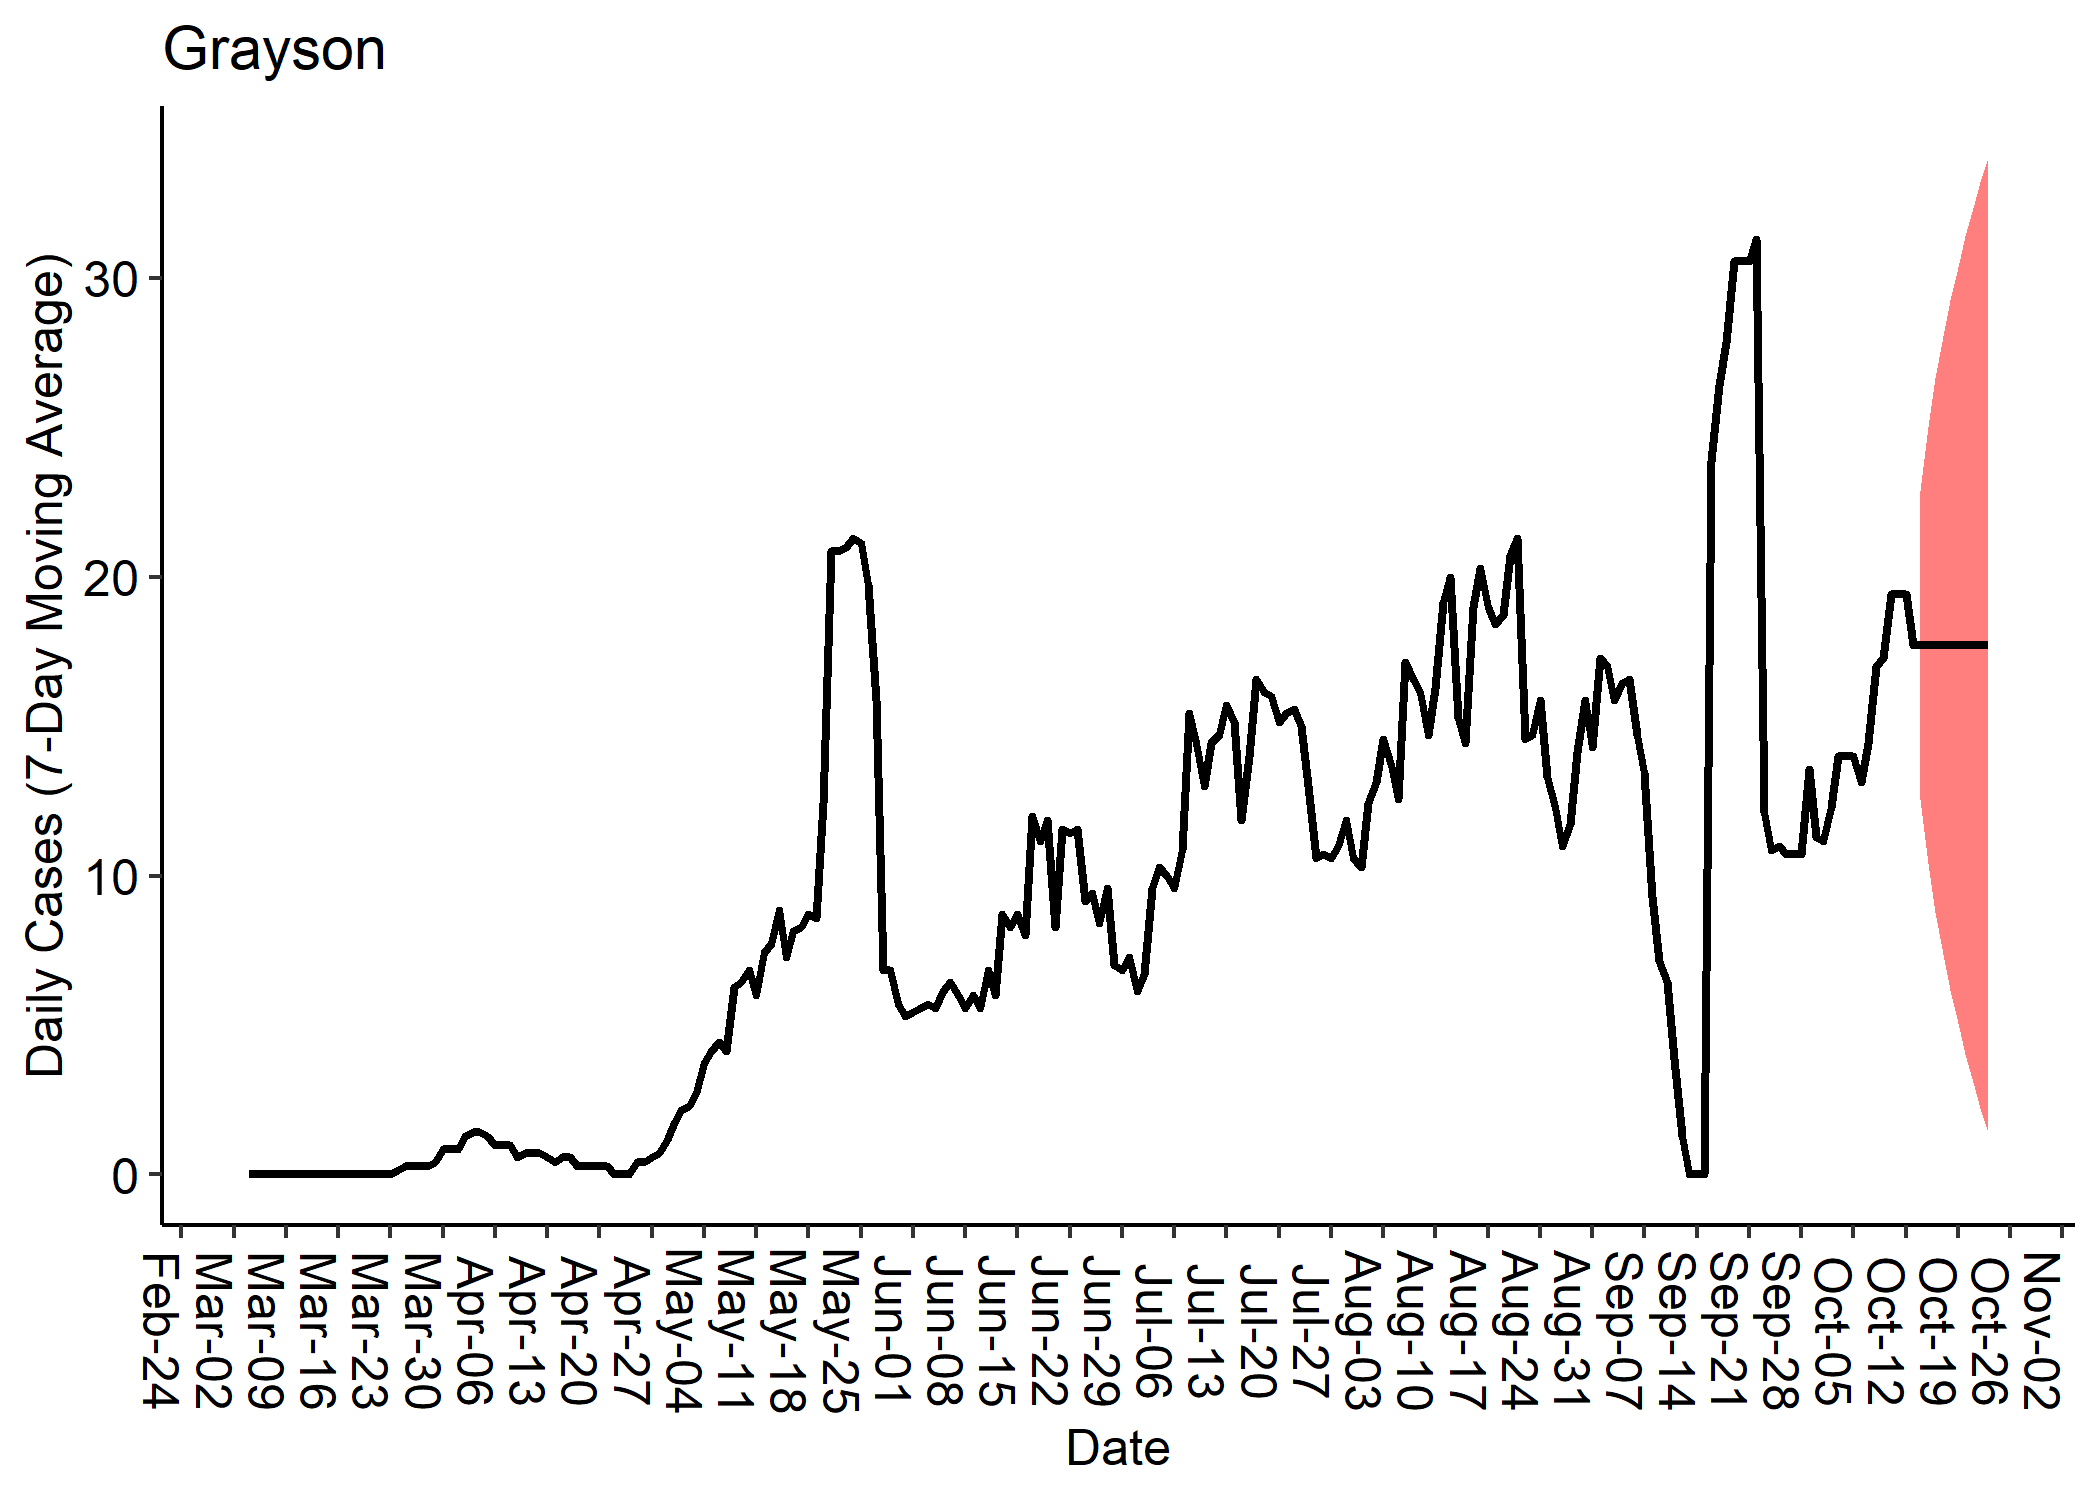 Grayson
Daily Cases (7-Day Moving Average)
30
20
10
0
Feb-24
Mar-02
Mar-09
Mar-16
Mar-23
Mar-30
Apr-06
Apr-13
Apr-20
Apr-27
May-04
May-11
May-18
May-25
Jun-01
Jun-08
Jun-15
Jun-22
Jun-29
Jul-06
Jul-13
Jul-20
Jul-27
Aug-03
Aug-10
Aug-17
Aug-24
Aug-31
Sep-07
Sep-14
Sep-21
Sep-28
Oct-05
Oct-12
Oct-19
Oct-26
Nov-02
Date